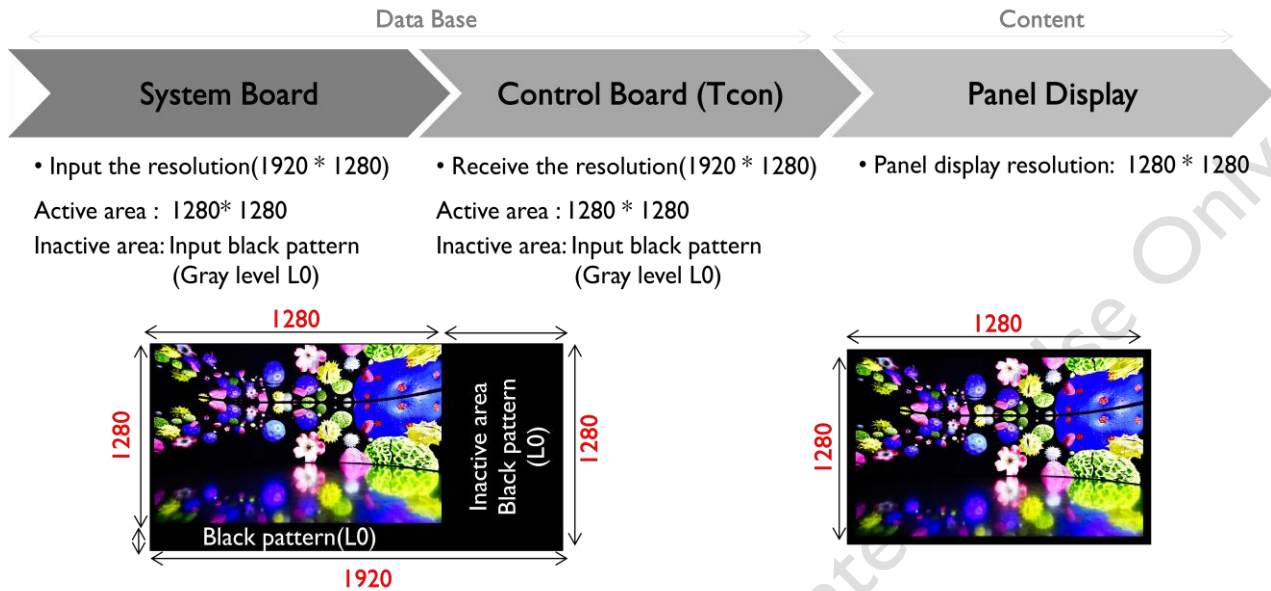 Data Base
Content
System Board
Control Board (Tcon)
Panel Display
• Input the resolution(1920 * 1280)
Active area : 1280* 1280
Inactive area: Input black pattern
(Gray level L0)
• Receive the resolution(1920 * 1280)
Active area : 1280 * 1280
Inactive area: Input black pattern
(Gray level L0)
• Panel display resolution: 1280 * 1280
1280
1280
Inactive area
Black pattern
(L0)
1280
Black pattern(L0)
1920
1280
1280
Use Only